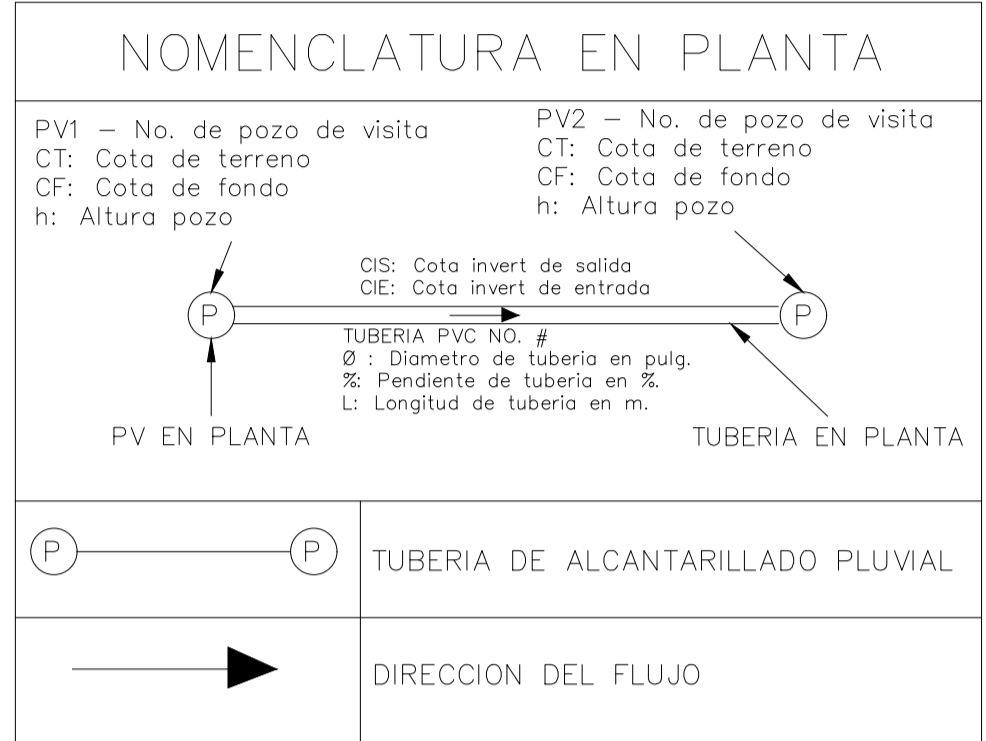 NOMENCLATURA EN PLANTA
PV1 – No. de pozo de visita
CT: Cota de terreno
CF: Cota de fondo
h: Altura pozo
PV2 – No. de pozo de visita
CT: Cota de terreno
CF: Cota de fondo
h: Altura pozo
CIS: Cota invert de salida
CIE: Cota invert de entrada
P
P
TUBERIA PVC NO. #
Ø : Diametro de tuberia en pulg.
%: Pendiente de tuberia en %.
L: Longitud de tuberia en m.
PV EN PLANTA
TUBERIA EN PLANTA
P
P
TUBERIA DE ALCANTARILLADO PLUVIAL
DIRECCION DEL FLUJO